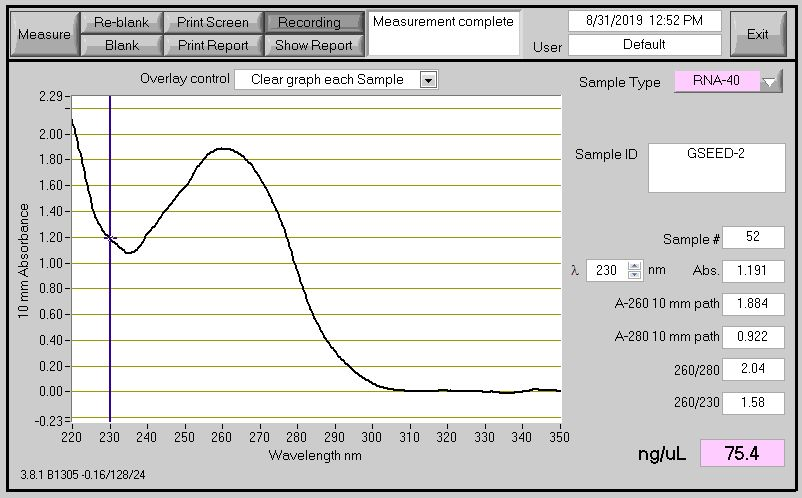 Measure
Re-blank
Print Screen
Recording
Blank
Print Report
Show Report
Measurement complete
8/31/2019 12:52 PM
User
Default
Exit
Overlay control
Clear graph each Sample
Sample Type
RNA-40
Sample ID
GSEED-2
Sample #
52
λ
230
nm
Abs.
1.191
A-260 10 mm path
1.884
A-280 10 mm path
0.922
260/280
2.04
260/230
1.58
ng/uL
75.4
10 mm Absorbance
2.29
2.00
1.80
1.60
1.40
1.20
1.00
0.80
0.60
0.40
0.20
0.00
-0.23
220 230 240 250 260 270 280 290 300 310 320 330 340 350
Wavelength nm
3.8.1 B1305 -0.16/128/24